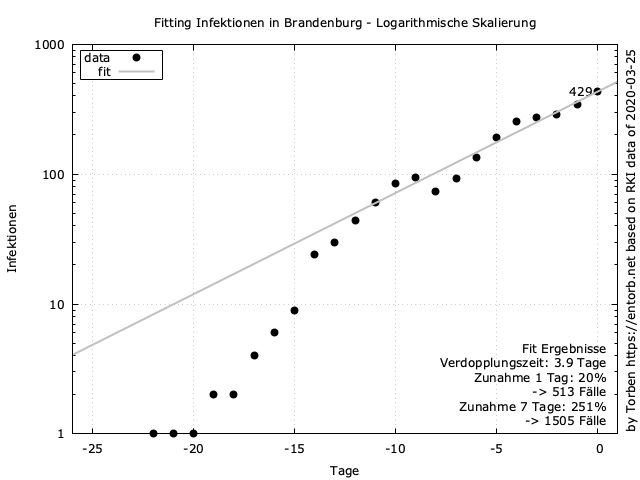 Fitting Infektionen in Brandenburg - Logarithmische Skalierung
1000
100
10
1
-25
-20
-15
-10
-5
0
Infektionen
Tage
data
fit
429
Fit Ergebnisse
Verdopplungszeit: 3.9 Tage
Zunahme 1 Tag: 20%
-> 513 Fälle
Zunahme 7 Tage: 251%
-> 1505 Fälle
by Torben https://entorb.net based on RKI data of 2020-03-25